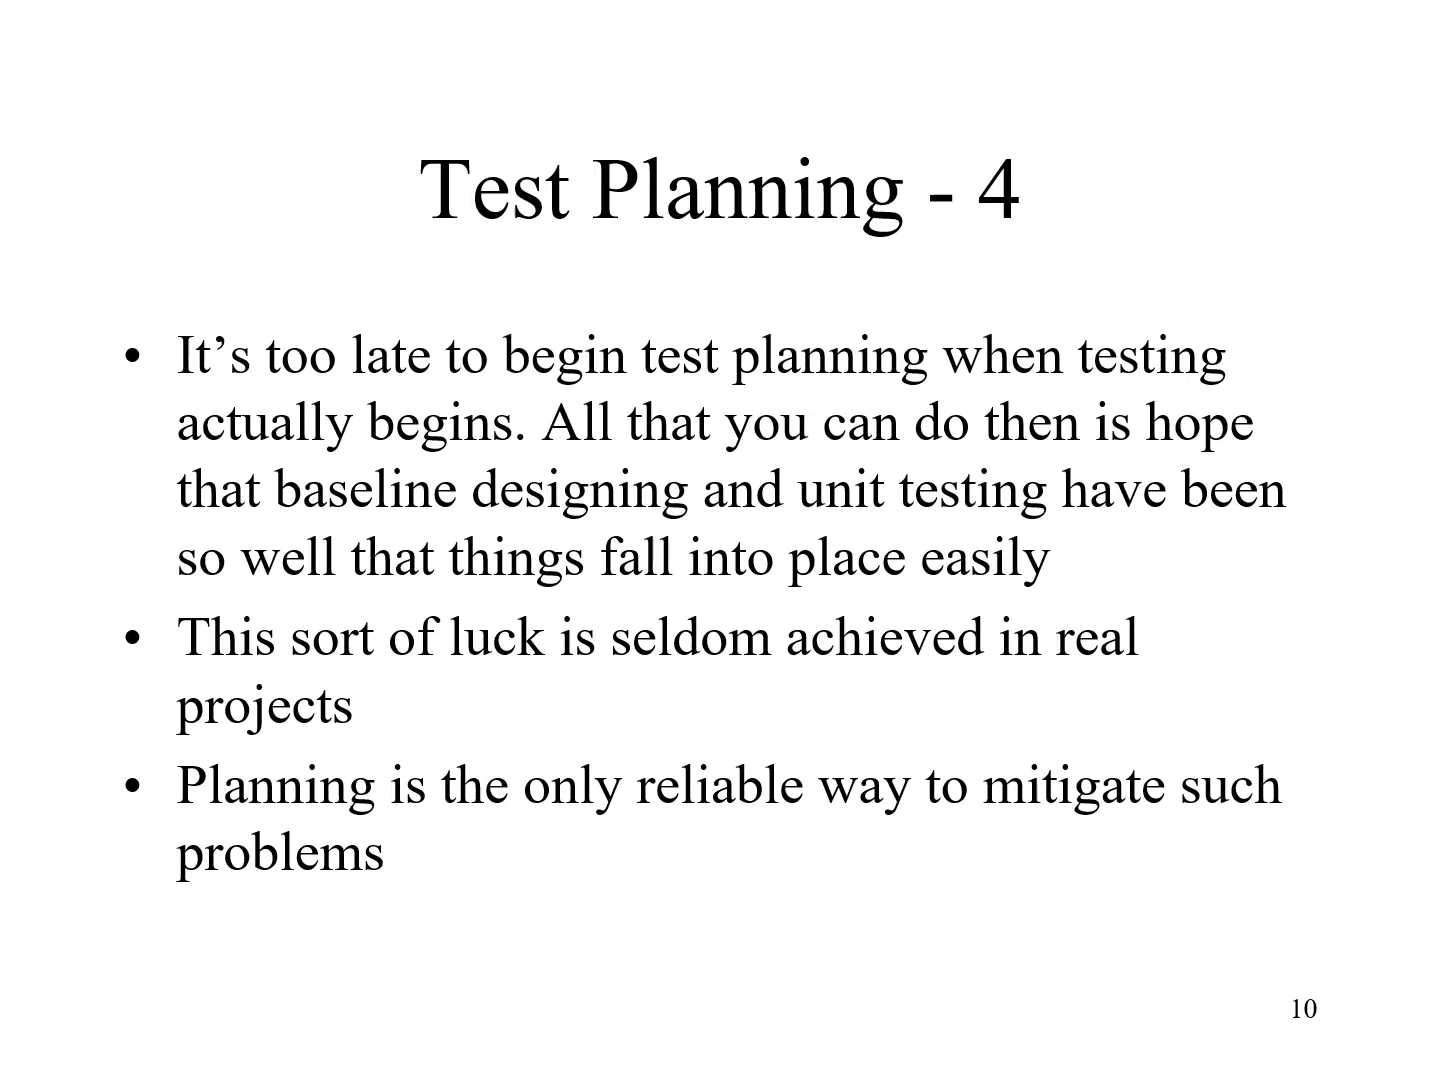 Test Planning - 4
• It’s too late to begin test planning when testing
actually begins. All that you can do then is hope
that baseline designing and unit testing have been
so well that things fall into place easily
• This sort of luck is seldom achieved in real
projects
• Planning is the only reliable way to mitigate such
problems
10